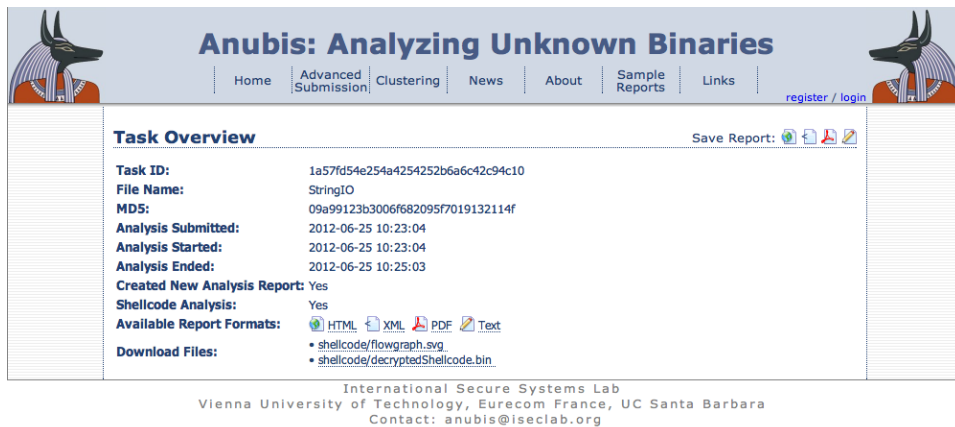 Anubis: Analyzing Unknown Binaries
Home
Advanced Submission
Clustering
News
About
Sample Reports
Links
register / login
Task Overview
Save Report:
Task ID: 1a57fd54e254a4254252b6a6c42c94c10
File Name: StringIO
MD5: 09a99123b3006f682095f7019132114f
Analysis Submitted: 2012-06-25 10:23:04
Analysis Started: 2012-06-25 10:23:04
Analysis Ended: 2012-06-25 10:25:03
Created New Analysis Report: Yes
Shellcode Analysis: Yes
Available Report Formats: HTML XML PDF Text
Download Files:
• shellcode/flowgraph.svg
• shellcode/decryptedShellcode.bin
International Secure Systems Lab
Vienna University of Technology, Eurecom France, UC Santa Barbara
Contact: anubis@iseclab.org